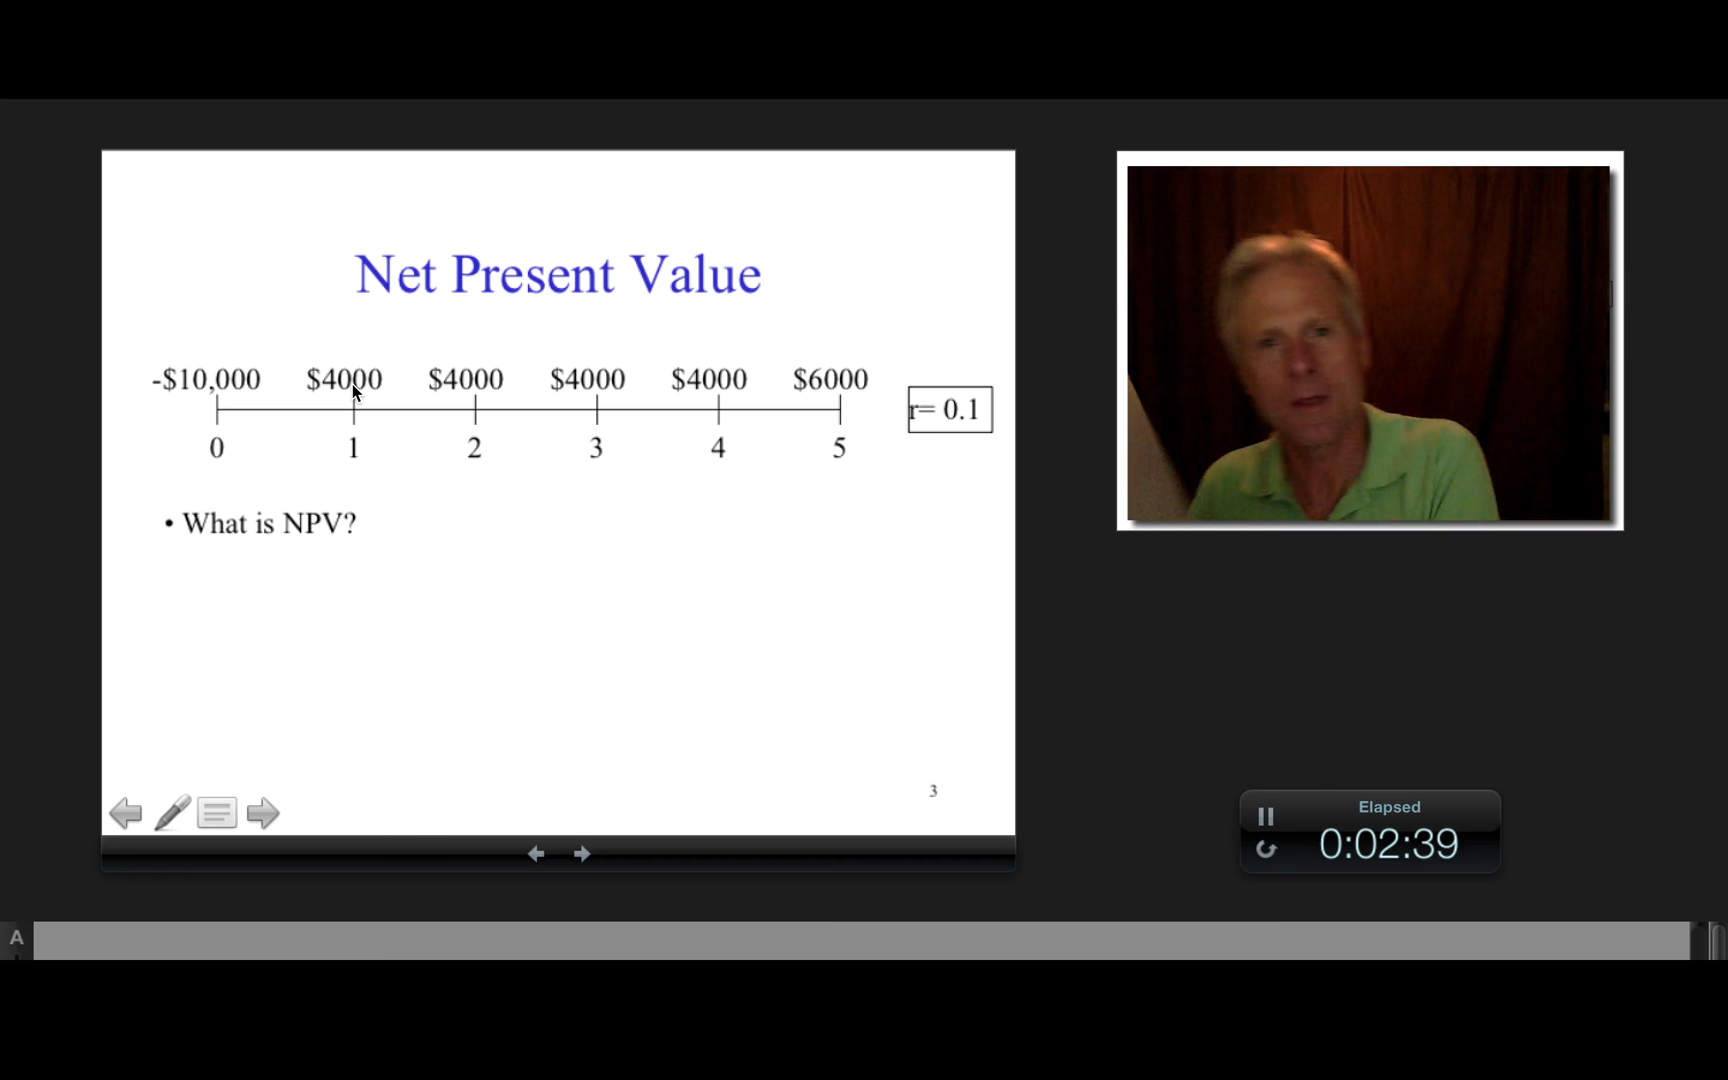 Net Present Value
-$10,000 $4000 $4000 $4000 $4000 $6000
r= 0.1
0 1 2 3 4 5
• What is NPV?
3
Elapsed
0:02:39
A